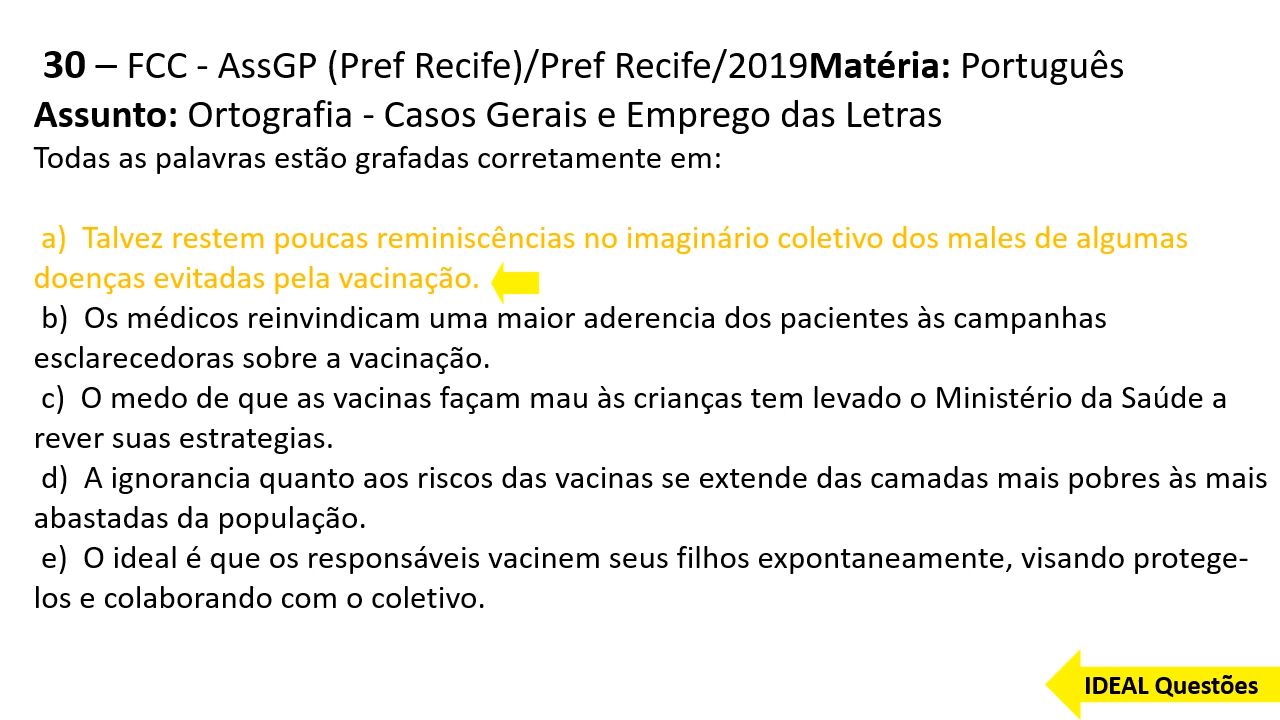 30 – FCC - AssGP (Pref Recife)/Pref Recife/2019Matéria: Português
Assunto: Ortografia - Casos Gerais e Emprego das Letras
Todas as palavras estão grafadas corretamente em:
a) Talvez restem poucas reminiscências no imaginário coletivo dos males de algumas
doenças evitadas pela vacinação.
b) Os médicos reinvindicam uma maior aderencia dos pacientes às campanhas
esclarecedoras sobre a vacinação.
c) O medo de que as vacinas façam mau às crianças tem levado o Ministério da Saúde a
rever suas estrategias.
d) A ignorancia quanto aos riscos das vacinas se extende das camadas mais pobres às mais
abastadas da população.
e) O ideal é que os responsáveis vacinem seus filhos expontaneamente, visando protege-
los e colaborando com o coletivo.
IDEAL Questões